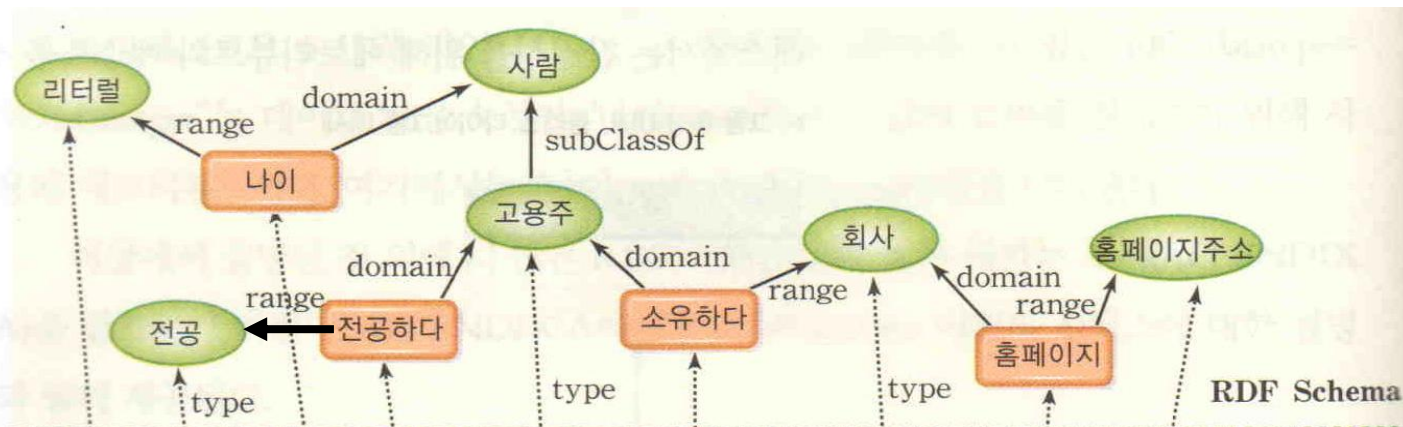 리터럴
사람
domain
range
subClassOf
나이
고용주
회사
홈페이지주소
domain
domain
domain
range
range
range
전공
전공하다
소유하다
홈페이지
type
type
type
RDF Schema